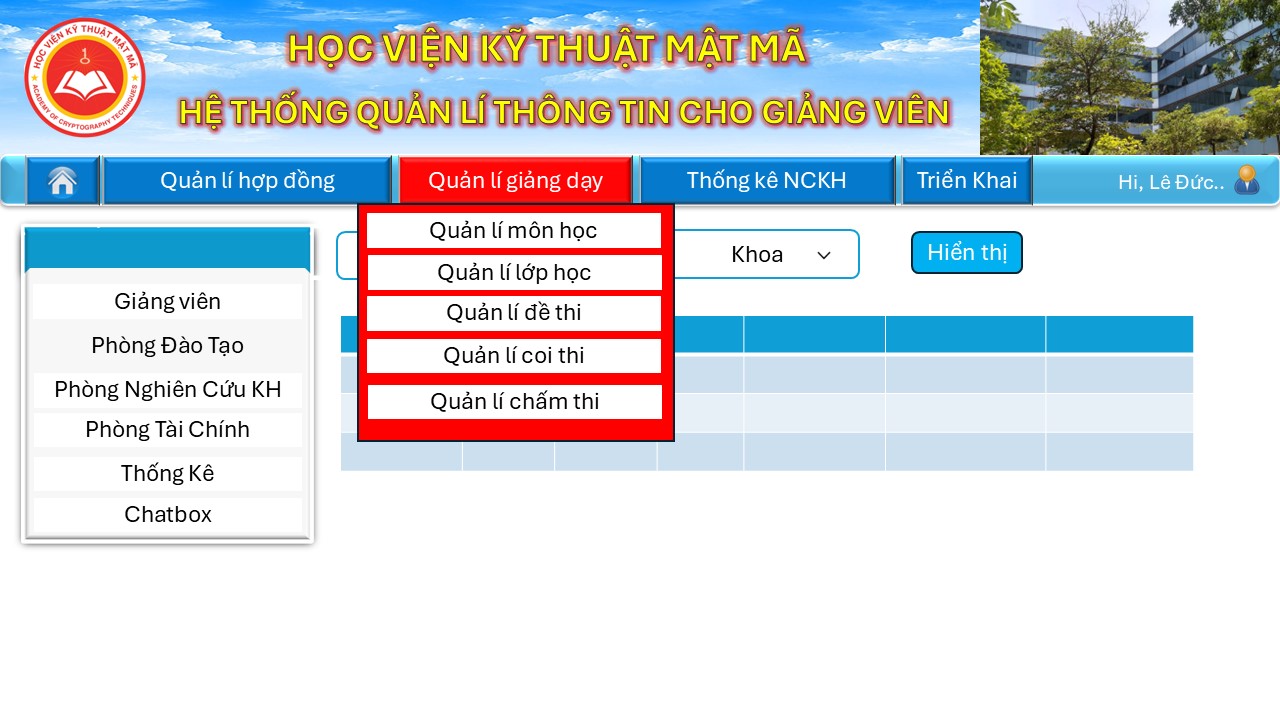 HỌC VIỆN KỸ THUẬT MẬT MÃ
ACADEMY OF CRYPTOGRAPHY TECHNIQUES
HỌC VIỆN KỸ THUẬT MẬT MÃ
HỆ THỐNG QUẢN LÍ THÔNG TIN CHO GIẢNG VIÊN
Quản lí hợp đồng
Quản lí giảng dạy
Thống kê NCKH
Triển Khai
Hi, Lê Đức..
Quản lí môn học
Quản lí lớp học
Quản lí đề thi
Quản lí coi thi
Quản lí chấm thi
Khoa
Hiển thị
Giảng viên
Phòng Đào Tạo
Phòng Nghiên Cứu KH
Phòng Tài Chính
Thống Kê
Chatbox